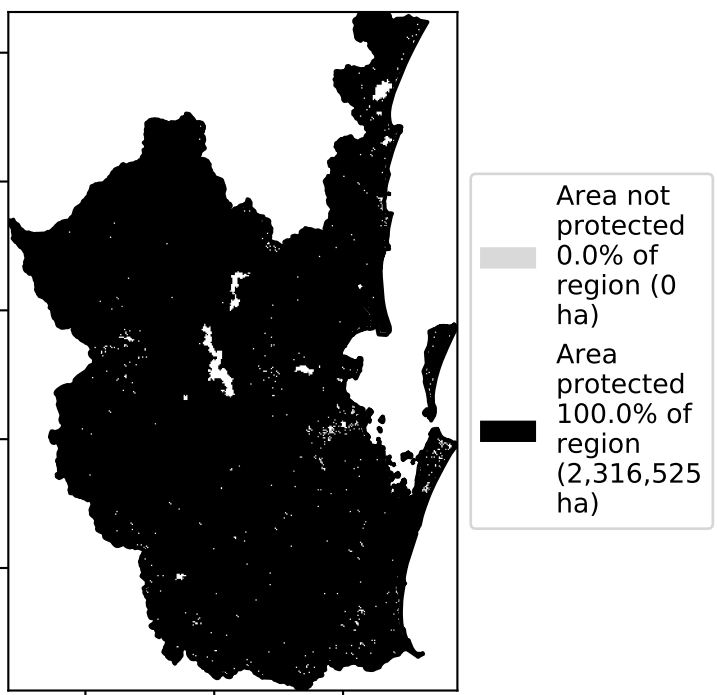 Area not
protected
0.0% of
region (0
ha)
Area
protected
100.0% of
region
(2,316,525
ha)